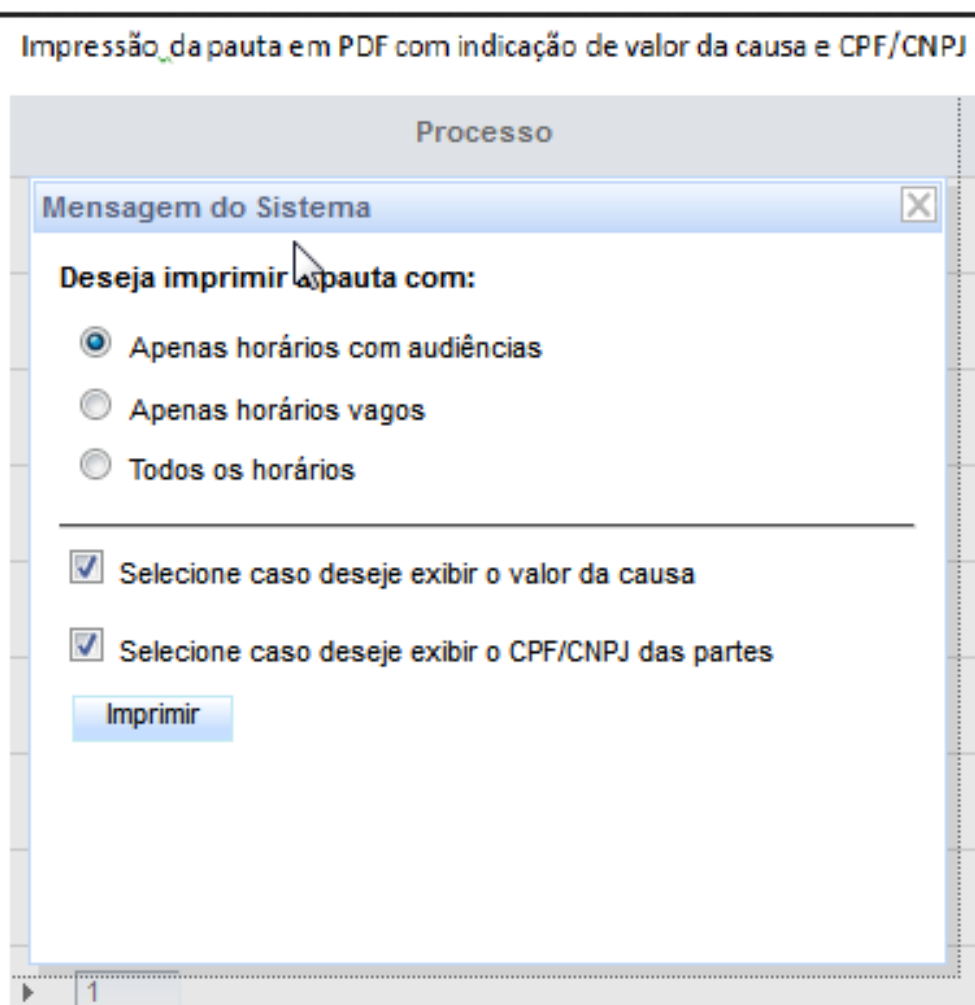 Impressão da pauta em PDF com indicação de valor da causa e CPF/CNPJ
Processo
Mensagem do Sistema
Deseja imprimir a pauta com:
Apenas horários com audiências
Apenas horários vagos
Todos os horários
Selecione caso deseje exibir o valor da causa
Selecione caso deseje exibir o CPF/CNPJ das partes
Imprimir
1